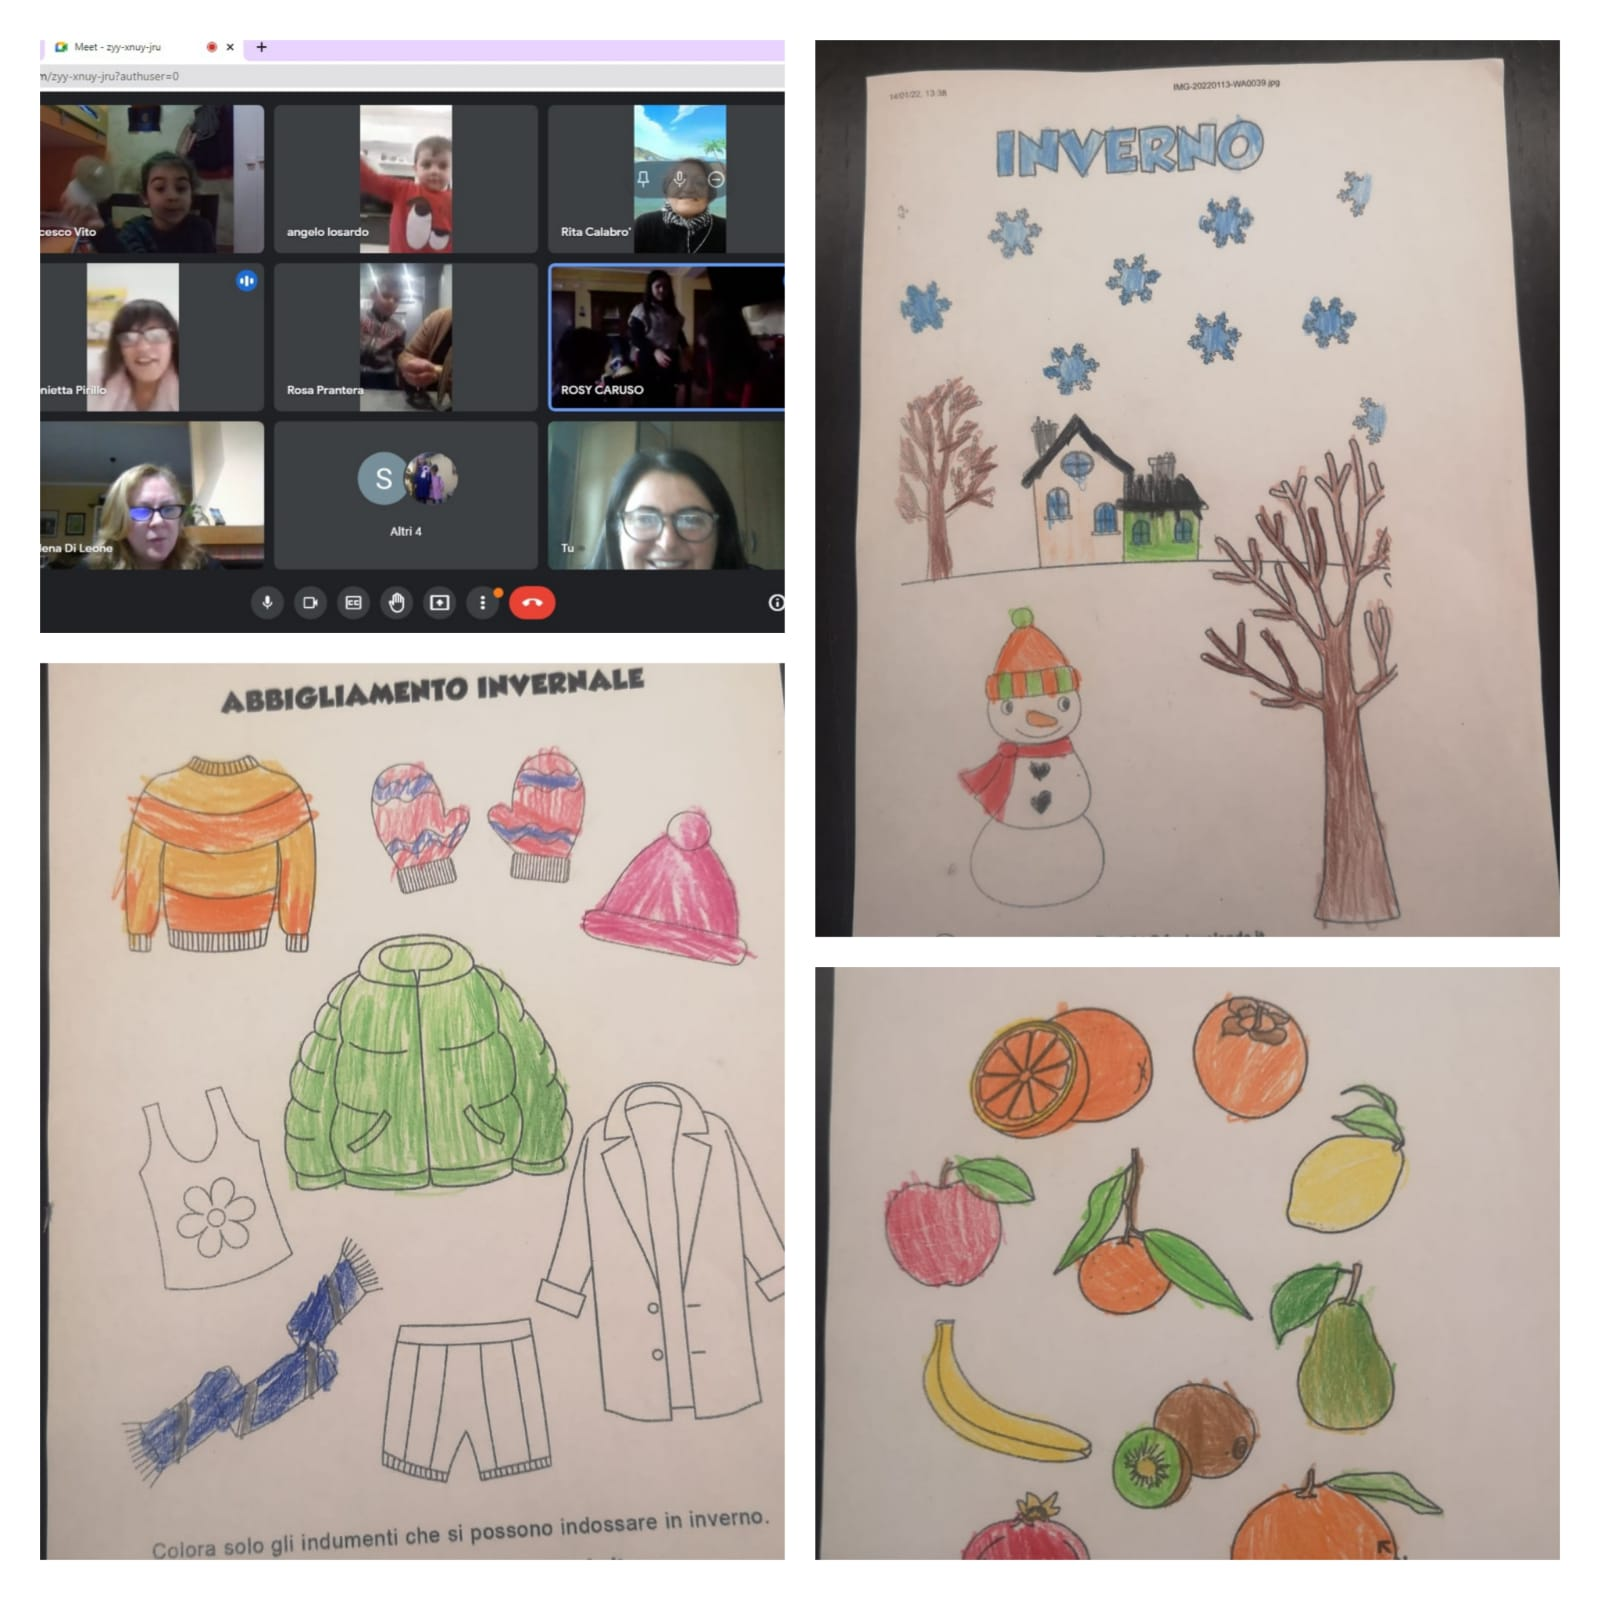 Meet - zyy-xnuy-jru
/zyy-xnuy-jru?authuser=0
cesco Vito
angelo losardo
Rita Calabro'
nietta Pirillo
Rosa Prantera
ROSY CARUSO
ena Di Leone
S
Altri 4
Tu
14/01/22, 13:38
IMG-20220113-WA0039.jpg
INVERNO
ABBIGLIAMENTO INVERNALE
Colora solo gli indumenti che si possono indossare in inverno.